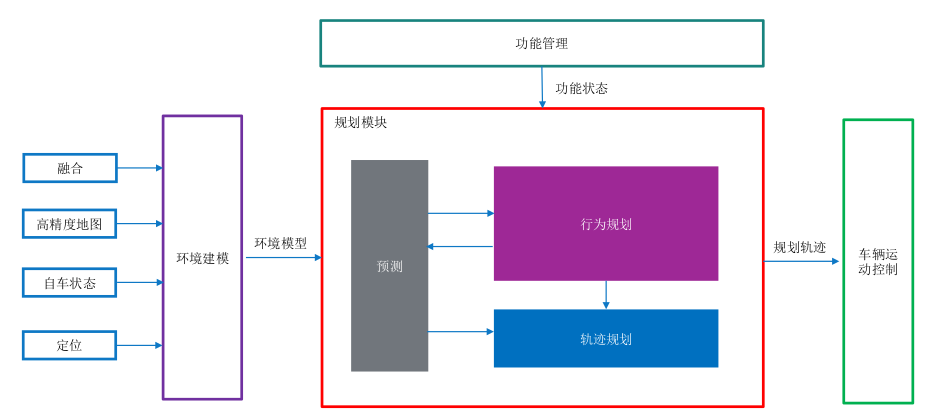 功能管理
功能状态
规划模块
融合
高精度地图
自车状态
定位
环境建模
环境模型
预测
行为规划
轨迹规划
规划轨迹
车辆运
动控制